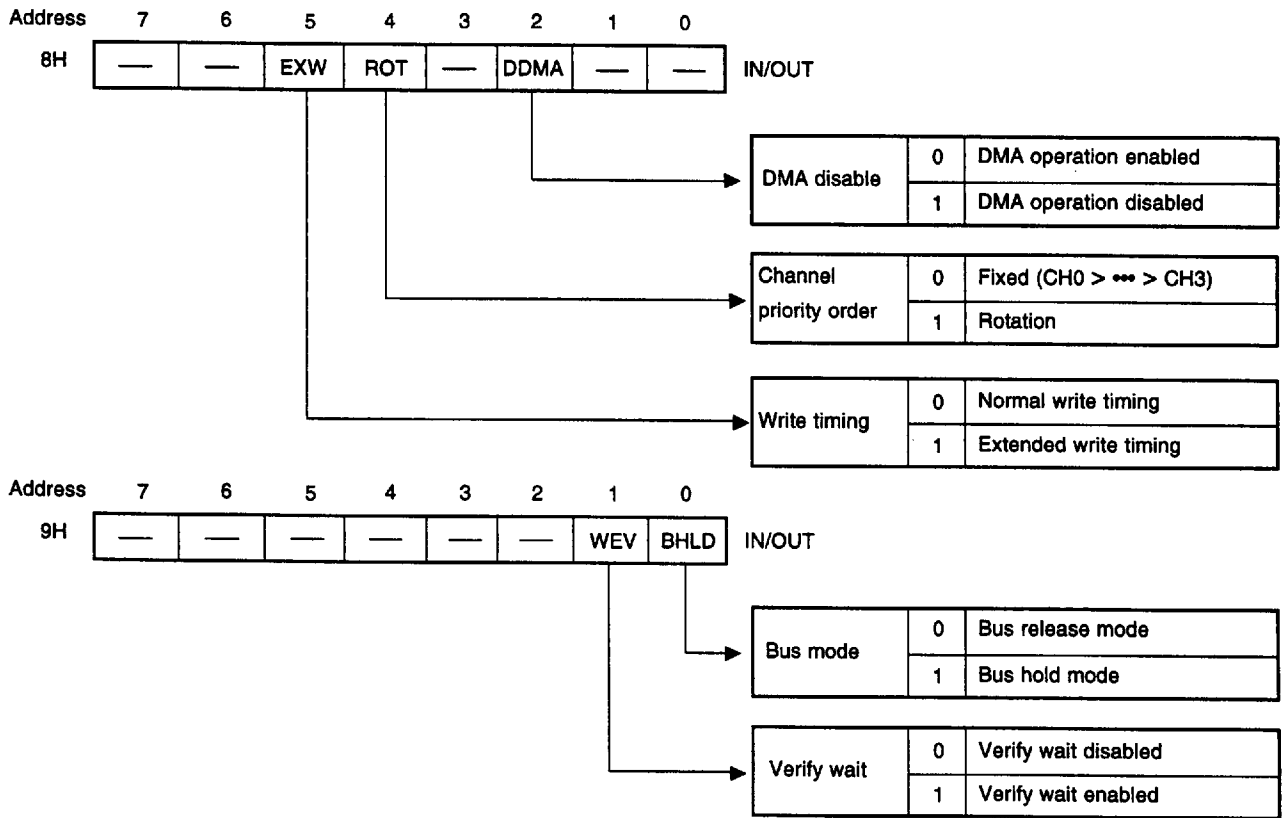 Address 7 6 5 4 3 2 1 0
8H — — EXW ROT — DDMA — — IN/OUT
DMA disable
0 DMA operation enabled
1 DMA operation disabled
Channel
priority order
0 Fixed (CH0 > ••• > CH3)
1 Rotation
Write timing
0 Normal write timing
1 Extended write timing
Address 7 6 5 4 3 2 1 0
9H — — — — — — WEV BHLD IN/OUT
Bus mode
0 Bus release mode
1 Bus hold mode
Verify wait
0 Verify wait disabled
1 Verify wait enabled